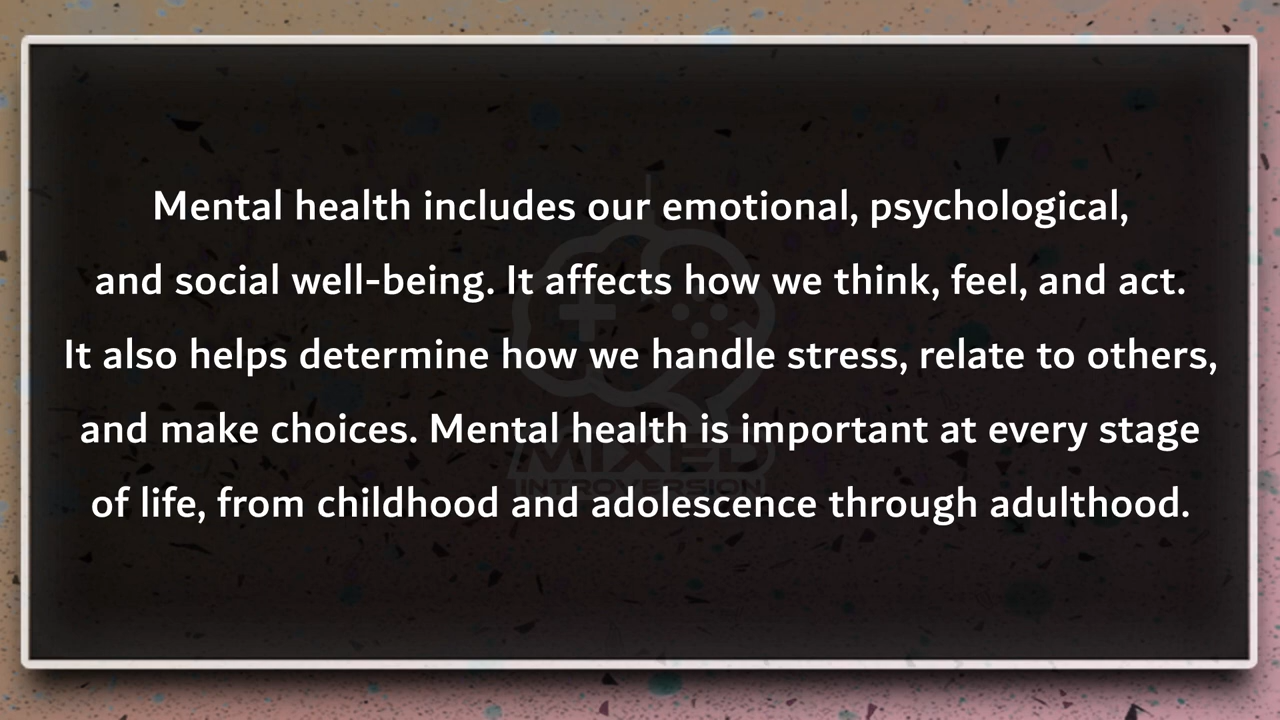 Mental health includes our emotional, psychological,
and social well-being. It affects how we think, feel, and act.
It also helps determine how we handle stress, relate to others,
and make choices. Mental health is important at every stage
of life, from childhood and adolescence through adulthood.
MIXED
INTROVERSION